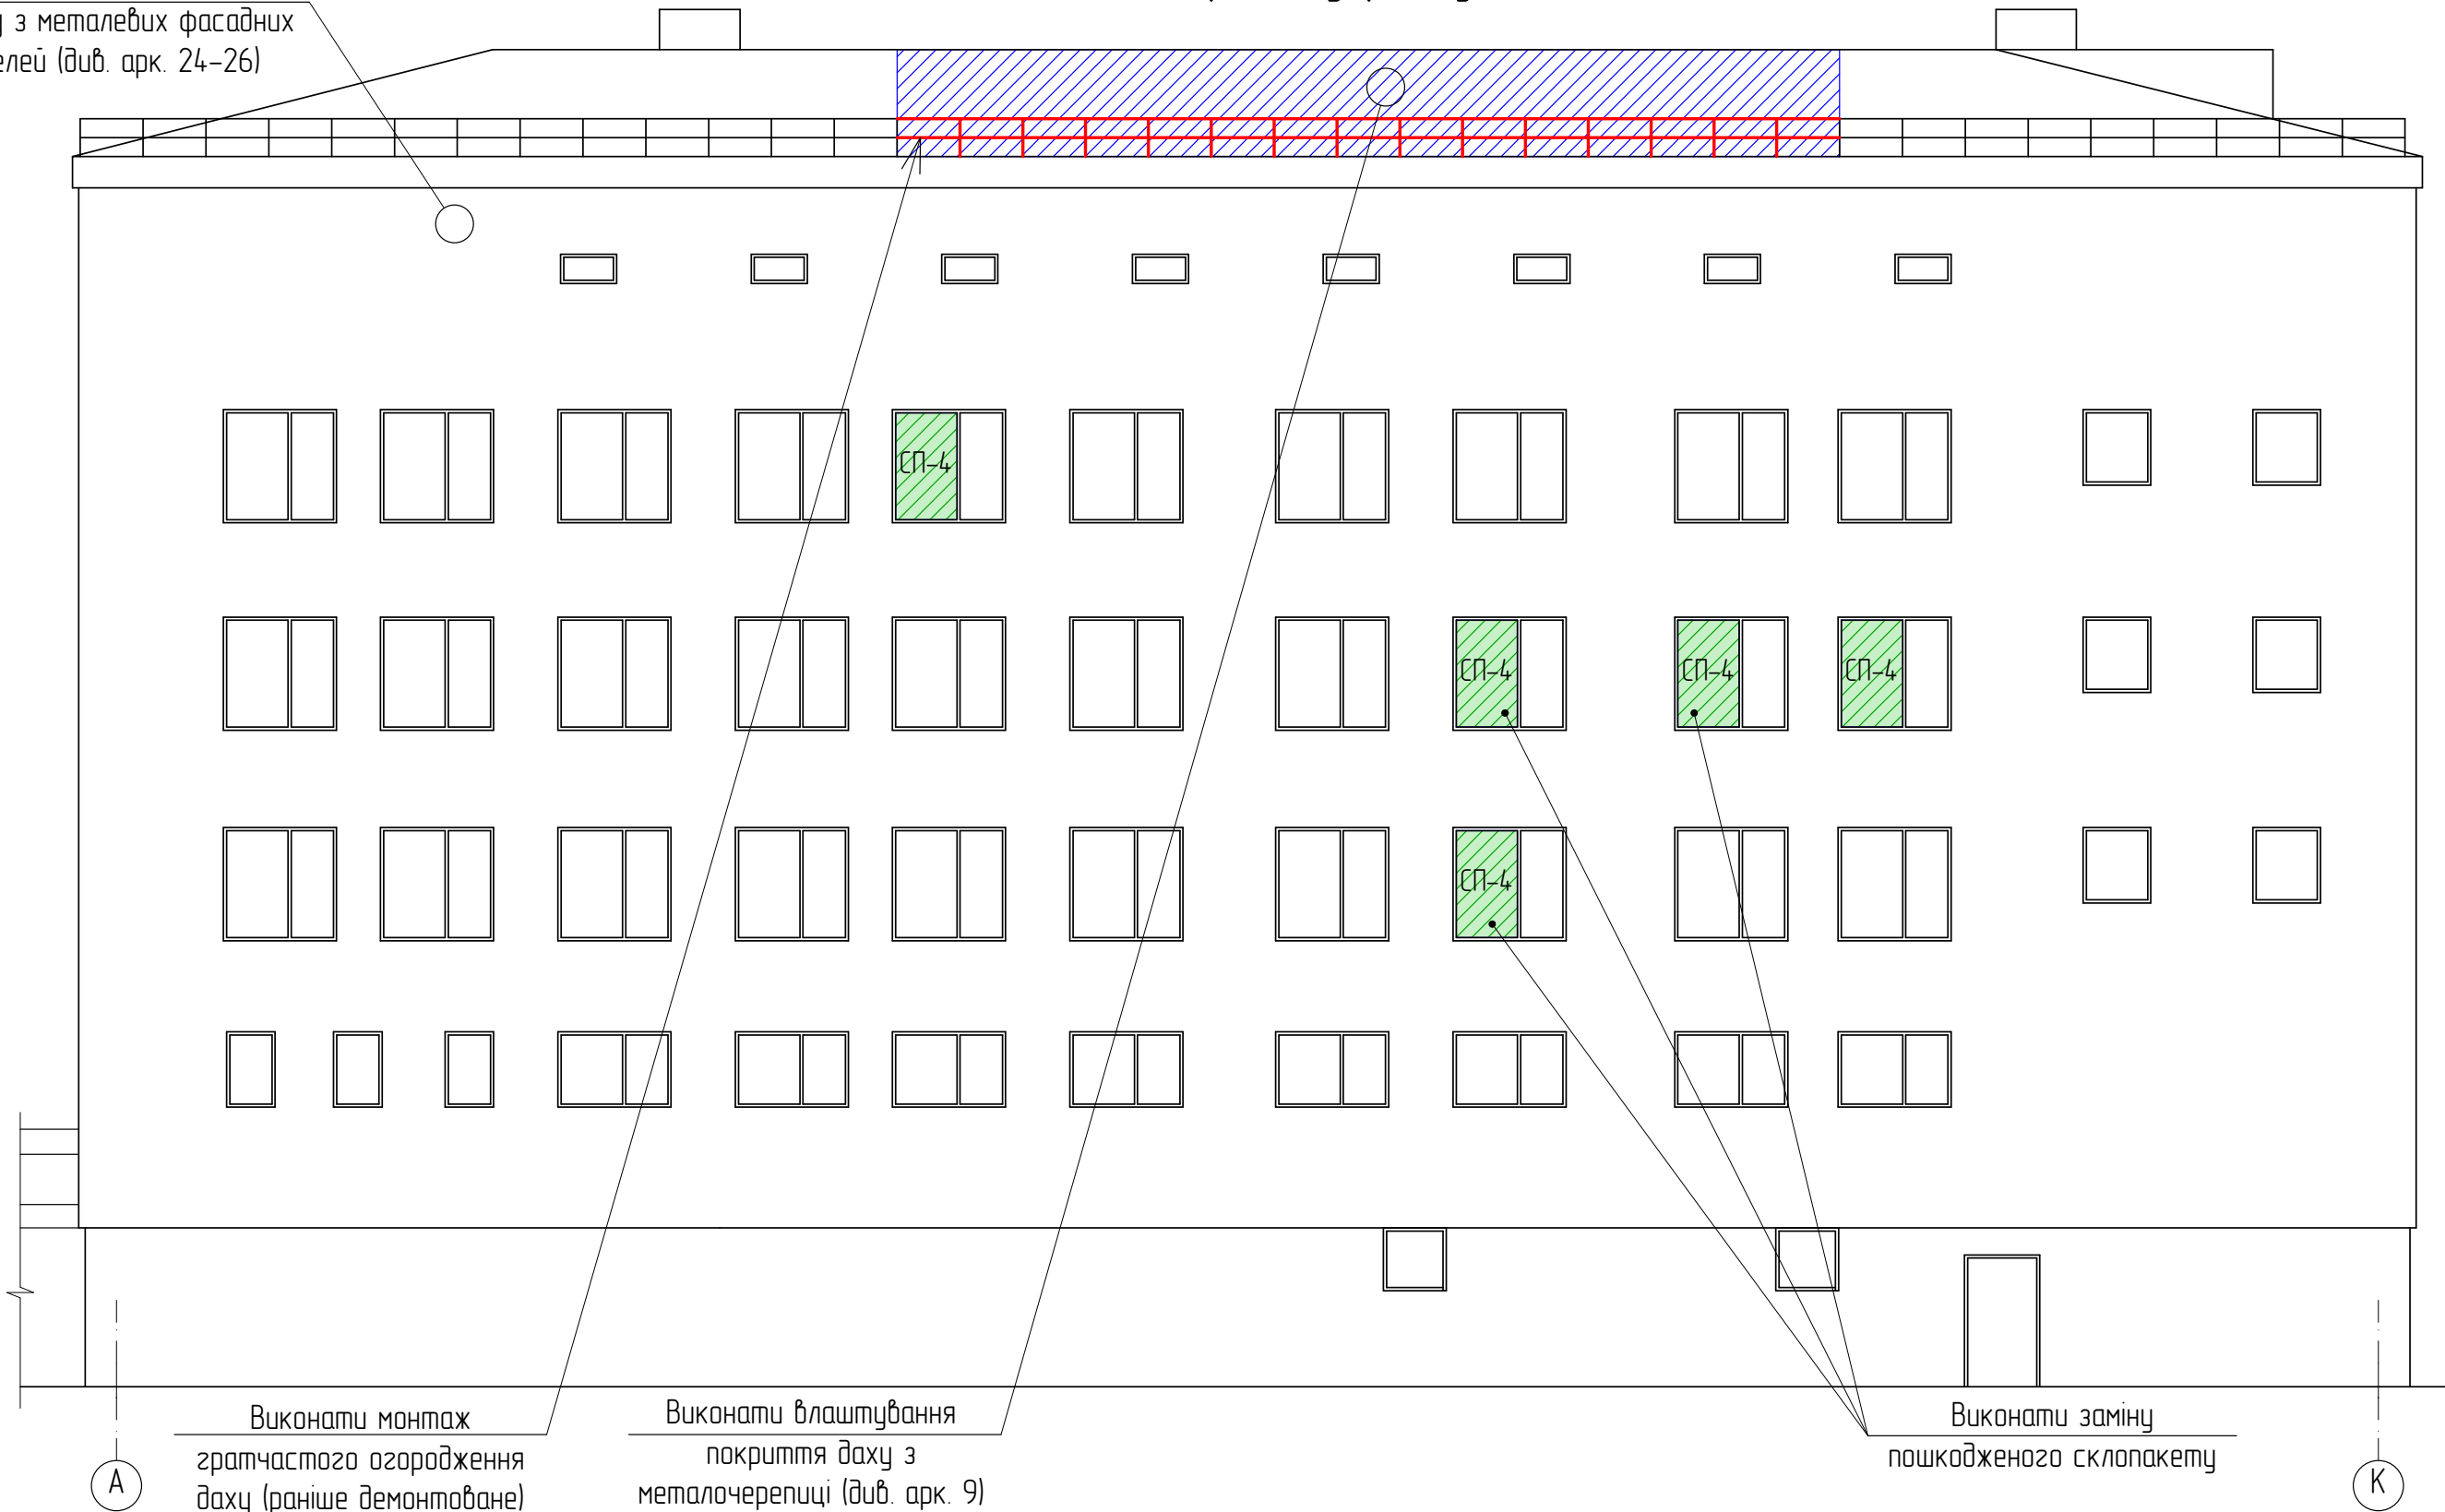 з металевих фасадних
(див. арк. 24-26)
СП-4
СП-4
СП-4
СП-4
СП-4
Виконати монтаж
гратчастого огородження
даху (раніше демонтоване)
Виконати влаштування
покриття даху з
металочерепиці (див. арк. 9)
Виконати заміну
пошкодженого склопакету
А
К